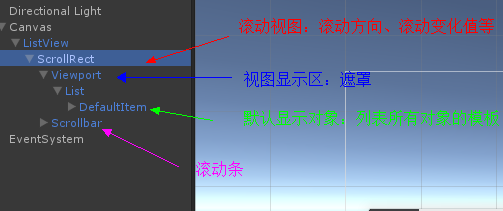 Directional Light
Canvas
ListView
ScrollRect
滚动视图：滚动方向、滚动变化值等
Viewport
视图显示区：遮罩
List
DefaultItem
默认显示对象，列表所有对象的模板
Scrollbar
EventSystem
滚动条